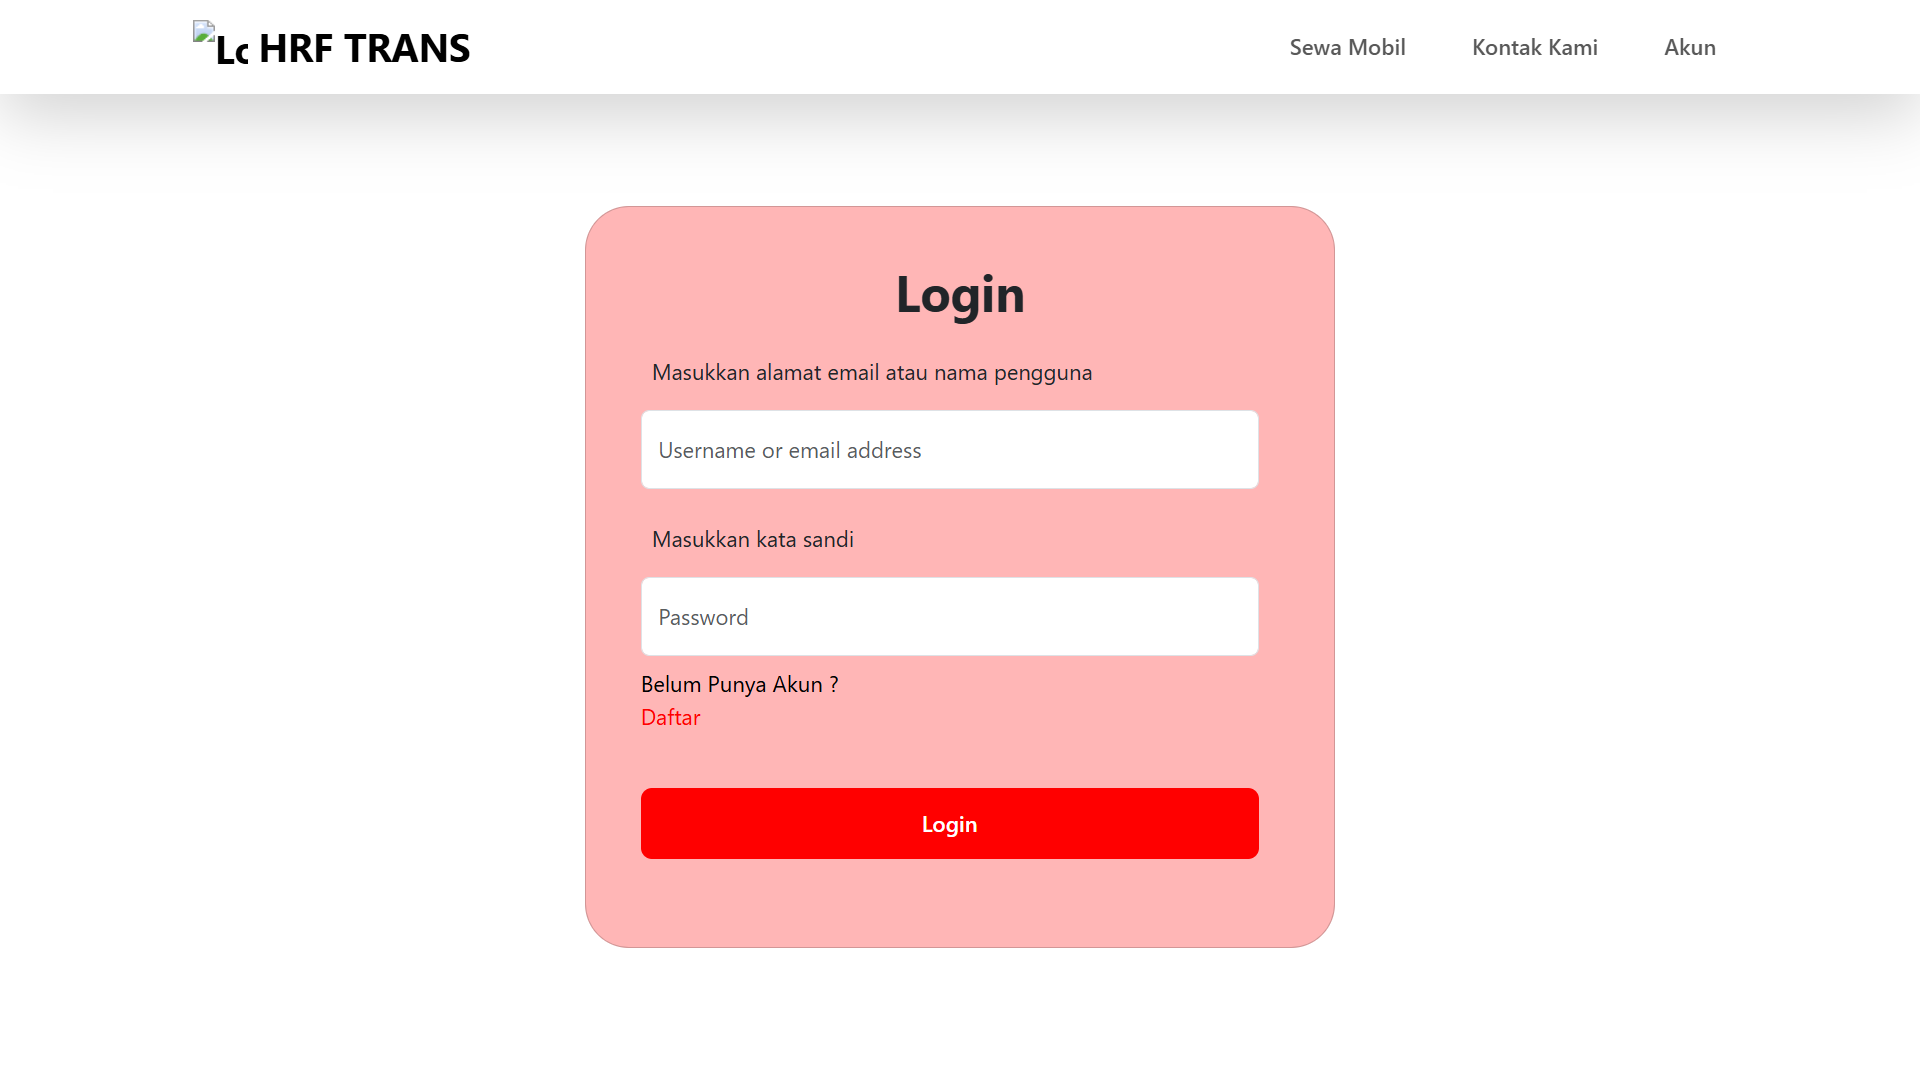 HRF TRANS
Sewa Mobil
Kontak Kami
Akun
Login
Masukkan alamat email atau nama pengguna
Username or email address
Masukkan kata sandi
Password
Belum Punya Akun ?
Daftar
Login